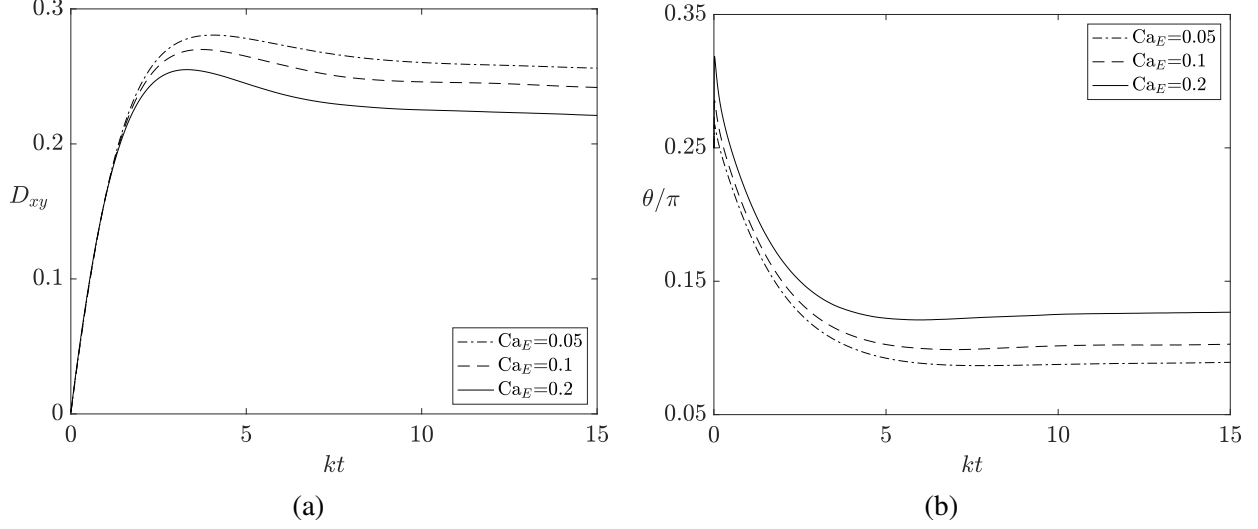 0.3
0.2
D_{xy}
0.1
0
Ca_E=0.05
Ca_E=0.1
Ca_E=0.2
0 5 10 15
kt
(a)
0.35
Ca_E=0.05
Ca_E=0.1
Ca_E=0.2
0.25
θ/π
0.15
0.05
0 5 10 15
kt
(b)